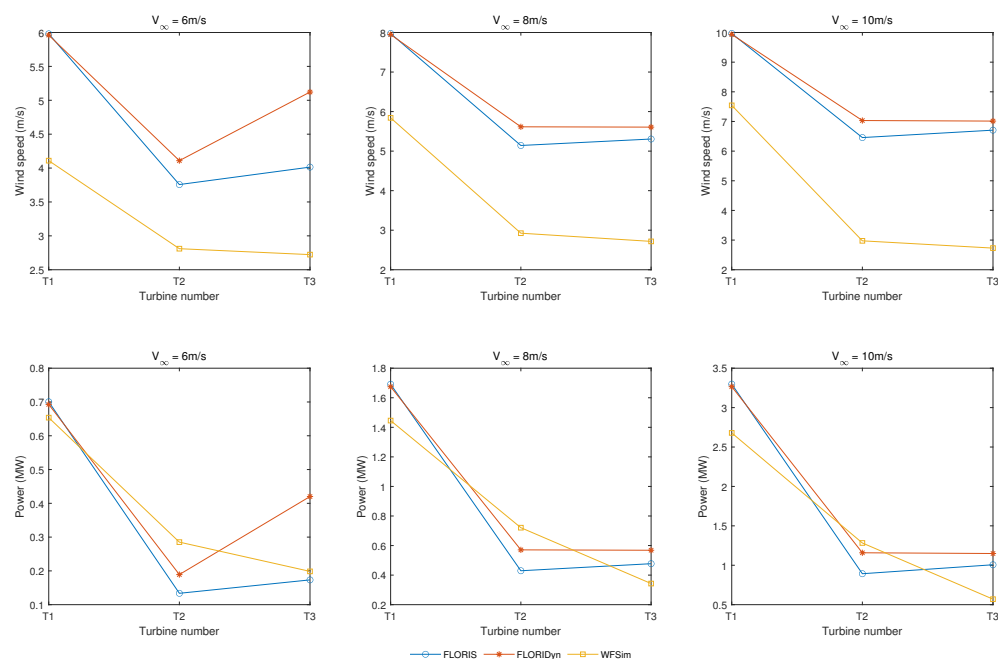 V∞ = 6m/s
V∞ = 8m/s
V∞ = 10m/s
Wind speed (m/s)
6
5.5
5
4.5
4
3.5
3
2.5
T1
T2
T3
Turbine number
Wind speed (m/s)
8
7
6
5
4
3
2
T1
T2
T3
Turbine number
Wind speed (m/s)
10
9
8
7
6
5
4
3
2
T1
T2
T3
Turbine number
V∞ = 6m/s
V∞ = 8m/s
V∞ = 10m/s
Power (MW)
0.8
0.7
0.6
0.5
0.4
0.3
0.2
0.1
T1
T2
T3
Turbine number
Power (MW)
1.8
1.6
1.4
1.2
1
0.8
0.6
0.4
0.2
T1
T2
T3
Turbine number
Power (MW)
3.5
3
2.5
2
1.5
1
0.5
T1
T2
T3
Turbine number
FLORIS
FLORIDyn
WFSim